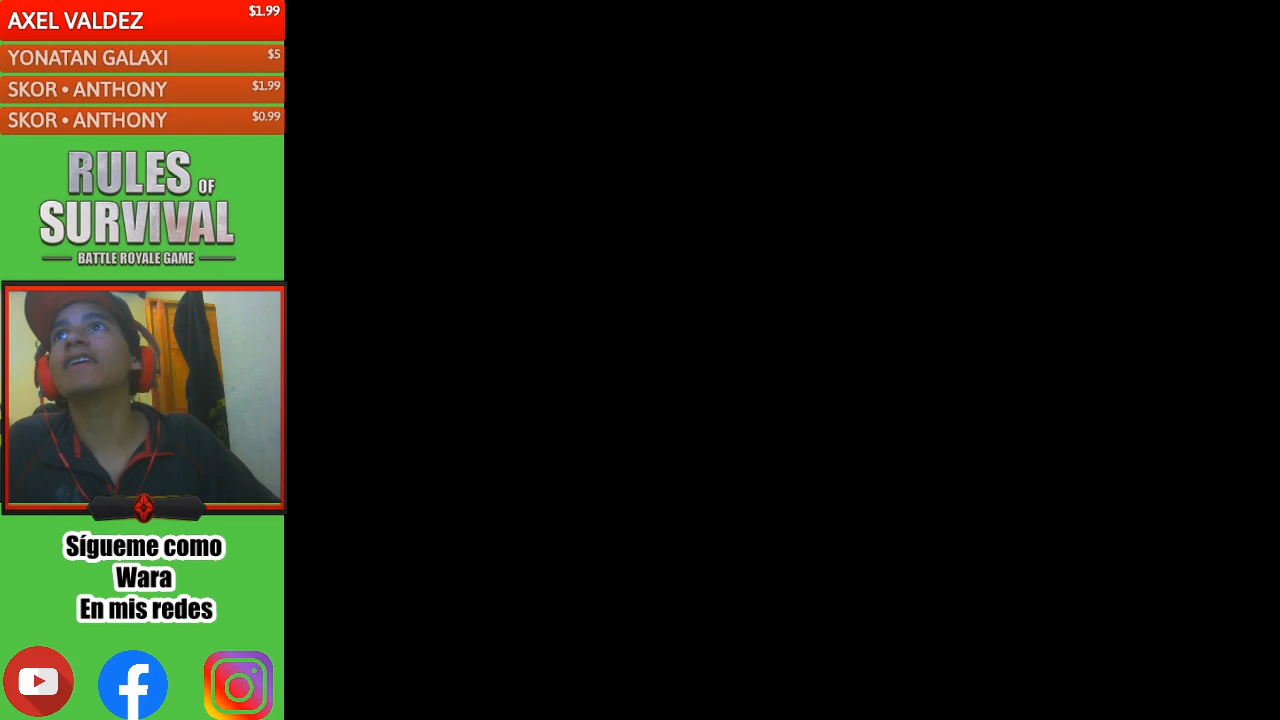 AXEL VALDEZ $1.99
YONATAN GALAXI $5
SKOR • ANTHONY $1.99
SKOR • ANTHONY $0.99
RULES OF
SURVIVAL
BATTLE ROYALE GAME
Sígueme como
Wara
En mis redes